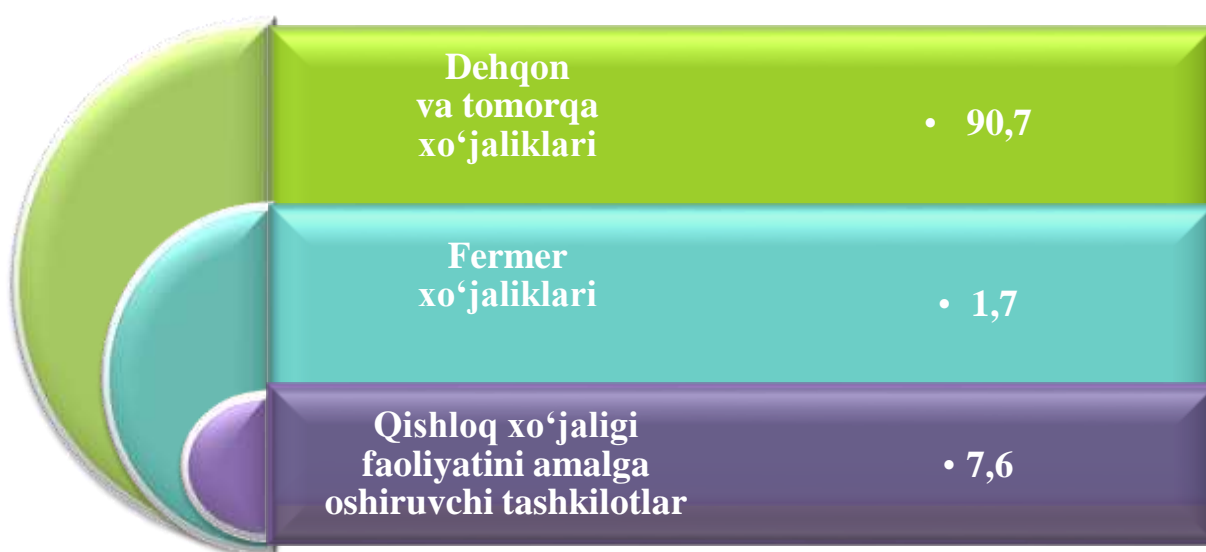 Dehqon
va tomorqa
xo‘jaliklari
• 90,7
Fermer
xo‘jaliklari
• 1,7
Qishloq xo‘jaligi
faoliyatini amalga
oshiruvchi tashkilotlar
• 7,6